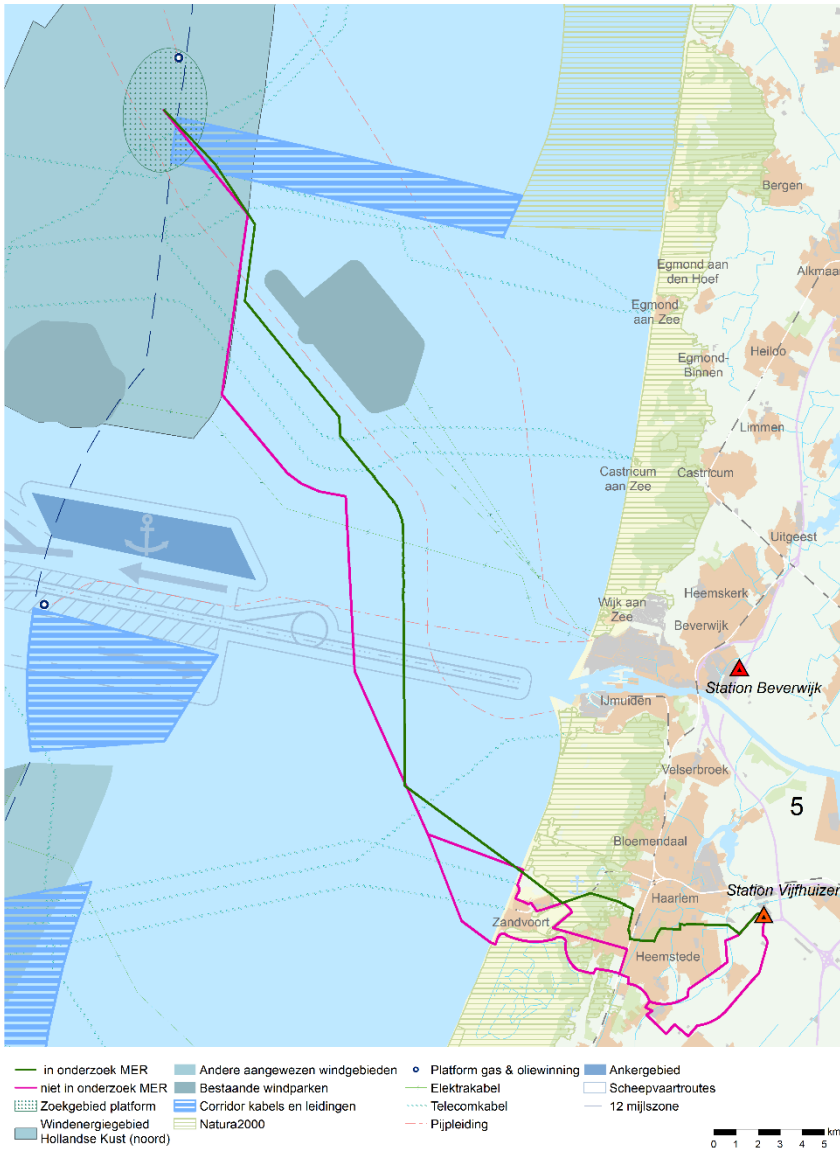 Bergen
Egmond aan
den Hoef
Alkmaa
Egmond
aan Zee
Heiloo
Egmond-
Binnen
Limmen
Castricum
aan Zee
Castricum
Uitgeest
Wijk aan
Zee
Heemskerk
Beverwijk
Station Beverwijk
IJmuiden
Velserbroek
5
Bloemendaal
Haarlem
Station Vijfhuizen
Zandvoort
Heemstede
in onderzoek MER
niet in onderzoek MER
Zoekgebied platform
Windenergiegebied
Hollandse Kust (noord)
Andere aangewezen windgebieden
Bestaande windparken
Corridor kabels en leidingen
Natura2000
Platform gas & oliewinning
Elektrakabel
Telecomkabel
Pijpleiding
Ankergebied
Scheepvaartroutes
12 mijlszone
km
0 1 2 3 4 5